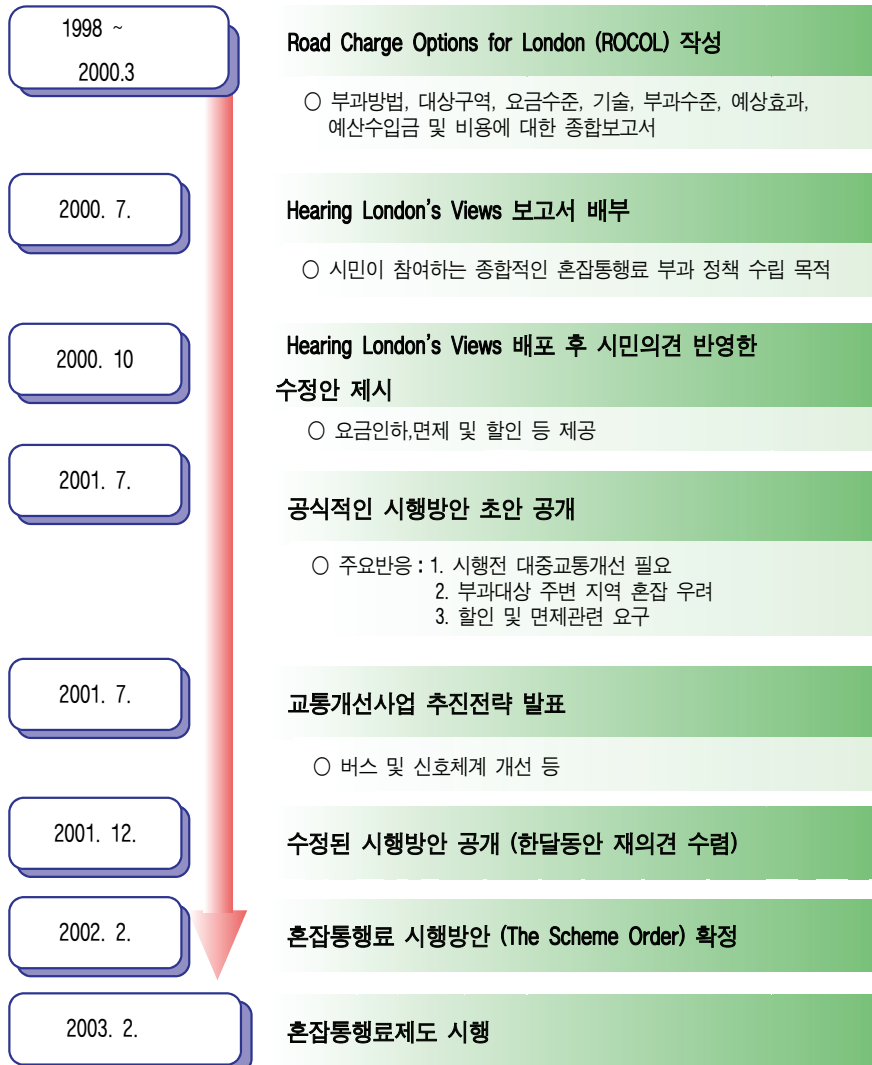 1998 ~
2000.3
Road Charge Options for London (ROCOL) 작성
○ 부과방법, 대상구역, 요금수준, 기술, 부과수준, 예상효과,
예산수입금 및 비용에 대한 종합보고서
2000. 7.
Hearing London's Views 보고서 배부
○ 시민이 참여하는 종합적인 혼잡통행료 부과 정책 수립 목적
2000. 10
Hearing London's Views 배포 후 시민의견 반영한
수정안 제시
○ 요금인하,면제 및 할인 등 제공
2001. 7.
공식적인 시행방안 초안 공개
○ 주요반응 : 1. 시행전 대중교통개선 필요
2. 부과대상 주변 지역 혼잡 우려
3. 할인 및 면제관련 요구
2001. 7.
교통개선사업 추진전략 발표
○ 버스 및 신호체계 개선 등
2001. 12.
수정된 시행방안 공개 (한달동안 재의견 수렴)
2002. 2.
혼잡통행료 시행방안 (The Scheme Order) 확정
2003. 2.
혼잡통행료제도 시행